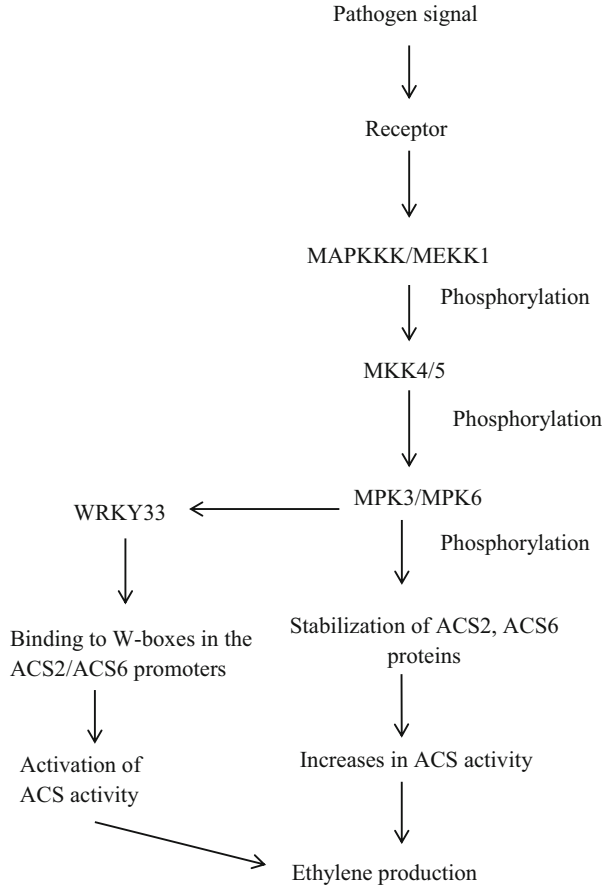 Pathogen signal
Receptor
MAPKKK/MEKK1
Phosphorylation
MKK4/5
Phosphorylation
MPK3/MPK6
WRKY33
Phosphorylation
Stabilization of ACS2, ACS6
proteins
Binding to W-boxes in the
ACS2/ACS6 promoters
Increases in ACS activity
Activation of
ACS activity
Ethylene production